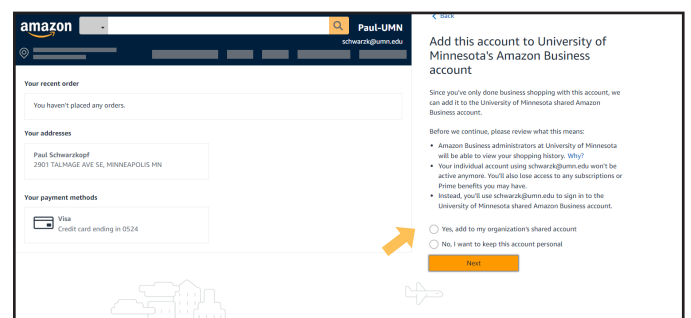 amazon
Paul-UMN
schwarzk@umn.edu
Your recent order
You haven't placed any orders.
Your addresses
Paul Schwarzkopf
2901 TALMAGE AVE SE, MINNEAPOLIS MN
Your payment methods
Visa
Credit card ending in 0524
Back
Add this account to University of
Minnesota's Amazon Business
account
Since you've only done business shopping with this account, we
can add it to the University of Minnesota shared Amazon
Business account.
Before we continue, please review what this means:
• Amazon Business administrators at University of Minnesota
will be able to view your shopping history. Why?
• Your individual account using schwarzk@umn.edu won't be
active anymore. You'll also lose access to any subscriptions or
Prime benefits you may have.
• Instead, you'll use schwarzk@umn.edu to sign in to the
University of Minnesota shared Amazon Business account.
Yes, add to my organization's shared account
No, I want to keep this account personal
Next